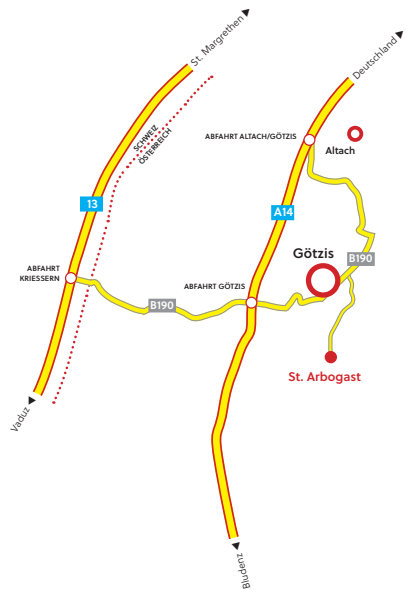 St. Margrethen
Deutschland
ABFAHRT ALTACH/GÖTZIS
Altach
SCHWEIZ
ÖSTERREICH
13
A14
Götzis
B190
ABFAHRT
KRIESSERN
ABFAHRT GÖTZIS
B190
St. Arbogast
Vaduz
Bludenz